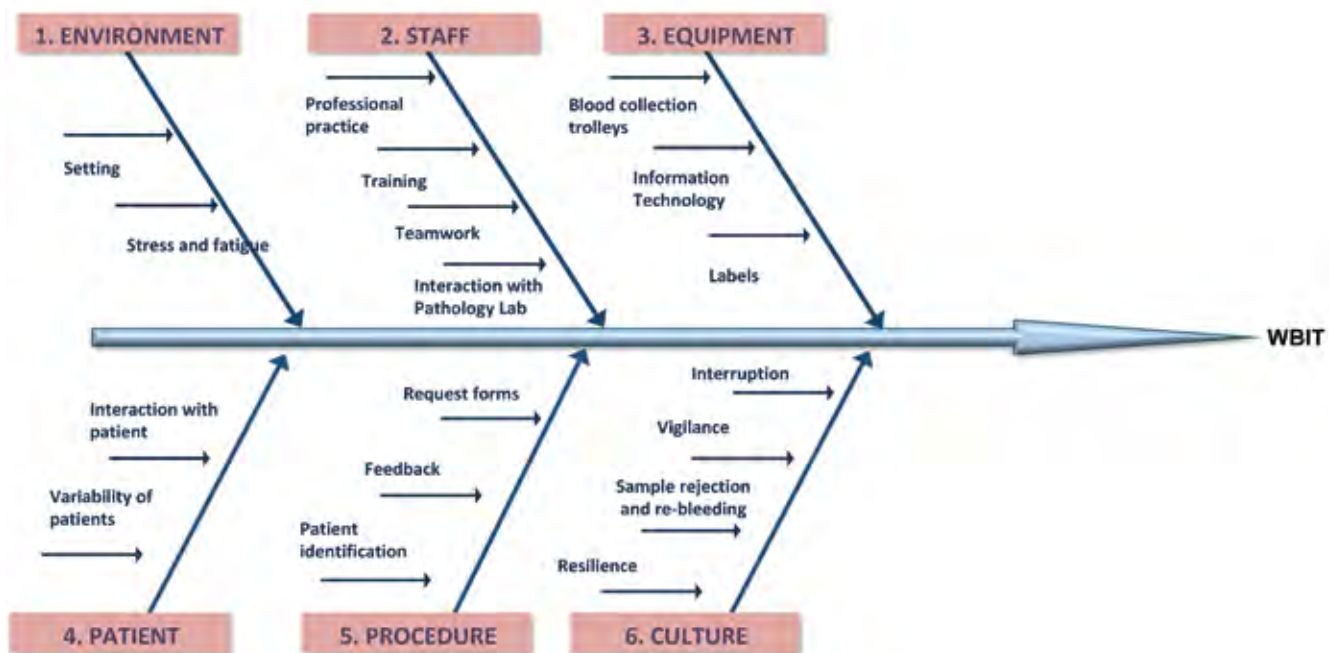 1. ENVIRONMENT
2. STAFF
3. EQUIPMENT
Professional
practice
Blood collection
trolleys
Setting
Training
Information
Technology
Stress and fatigue
Teamwork
Labels
Interaction with
Pathology Lab
WBIT
Interaction with
patient
Request forms
Interruption
Vigilance
Variability of
patients
Feedback
Sample rejection
and re-bleeding
Patient
identification
Resilience
4. PATIENT
5. PROCEDURE
6. CULTURE